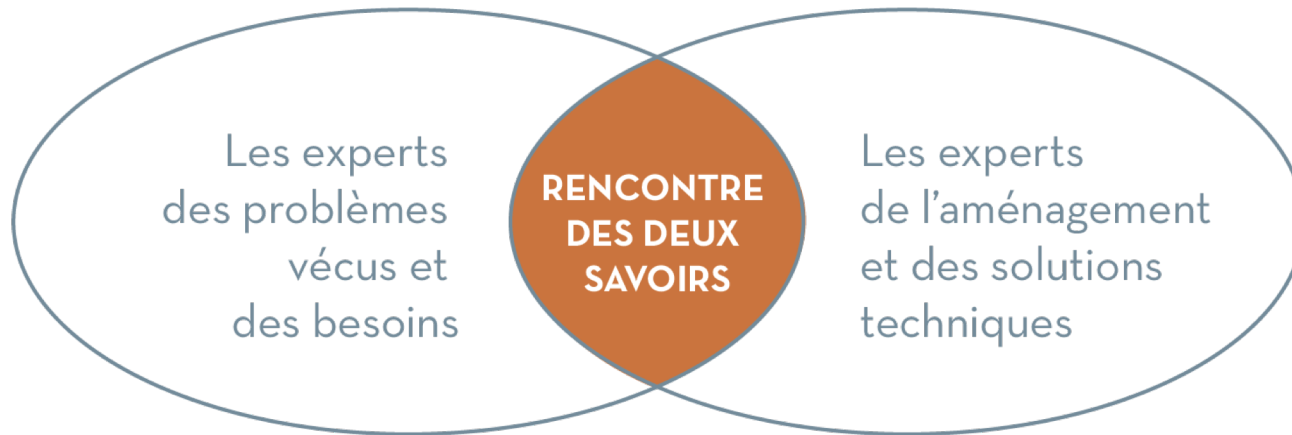 Les experts
des problèmes
vécus et
des besoins
RENCONTRE
DES DEUX
SAVOIRS
Les experts
de l’aménagement
et des solutions
techniques